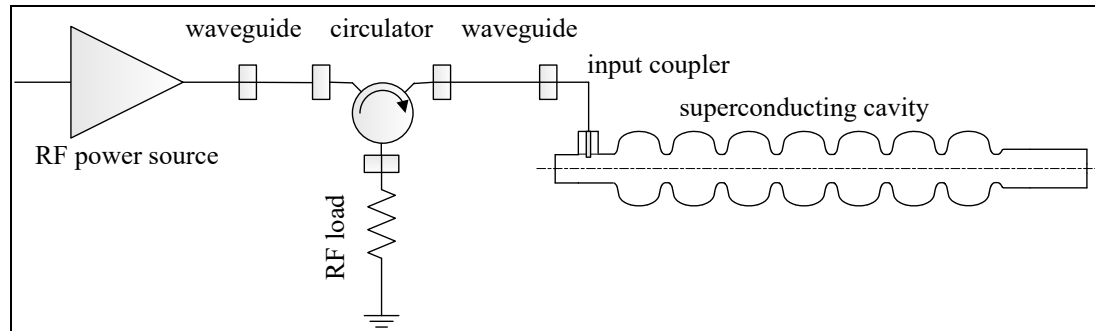 waveguide circulator waveguide
input coupler
superconducting cavity
RF power source
RF load